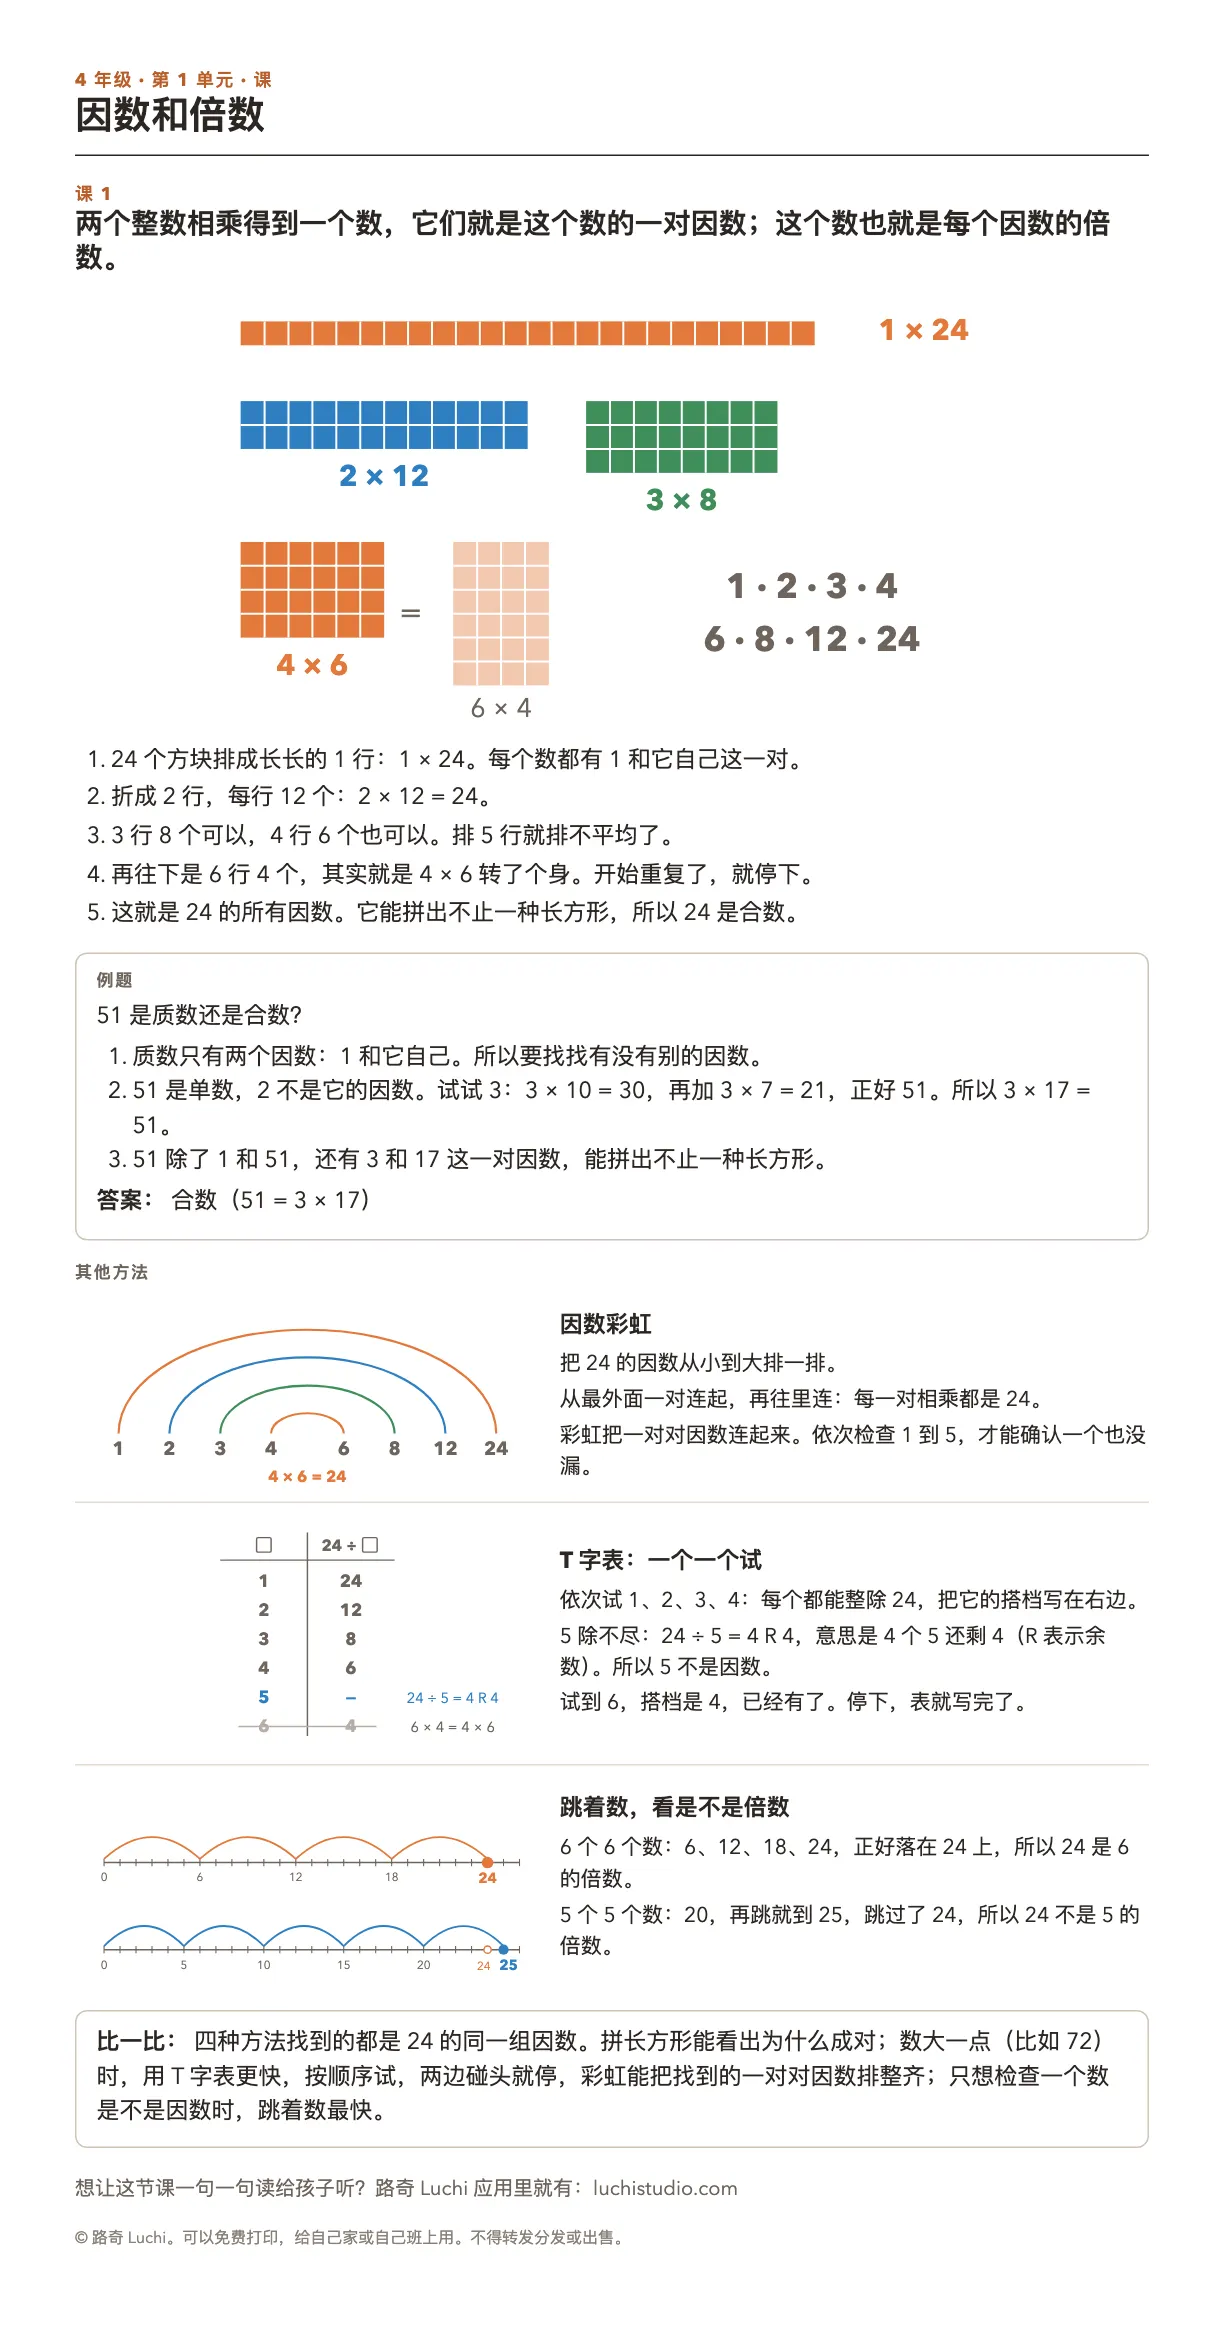 4 年级 · 第 1 单元 · 课
因数和倍数
课 1
两个整数相乘得到一个数，它们就是这个数的一对因数；这个数也就是每个因数的倍
数。
1 × 24
2 × 12
3 × 8
4 × 6
=
6 × 4
1 · 2 · 3 · 4
6 · 8 · 12 · 24
1. 24 个方块排成长长的 1 行：1 × 24。每个数都有 1 和它自己这一对。
2. 折成 2 行，每行 12 个：2 × 12 = 24。
3. 3 行 8 个可以，4 行 6 个也可以。排 5 行就排不平均了。
4. 再往下是 6 行 4 个，其实就是 4 × 6 转了个身。开始重复了，就停下。
5. 这就是 24 的所有因数。它能拼出不止一种长方形，所以 24 是合数。
例题
51 是质数还是合数？
1. 质数只有两个因数：1 和它自己。所以要找找有没有别的因数。
2. 51 是单数，2 不是它的因数。试试 3：3 × 10 = 30，再加 3 × 7 = 21，正好 51。所以 3 × 17 =
51。
3. 51 除了 1 和 51，还有 3 和 17 这一对因数，能拼出不止一种长方形。
答案： 合数（51 = 3 × 17）
其他方法
1 2 3 4 6 8 12 24
4 × 6 = 24
因数彩虹
把 24 的因数从小到大排一排。
从最外面一对连起，再往里连：每一对相乘都是 24。
彩虹把一对对因数连起来。依次检查 1 到 5，才能确认一个也没
漏。
□ 24 ÷ □
1 24
2 12
3 8
4 6
5 – 24 ÷ 5 = 4 R 4
6 4 6 × 4 = 4 × 6
T 字表：一个一个试
依次试 1、2、3、4：每个都能整除 24，把它的搭档写在右边。
5 除不尽：24 ÷ 5 = 4 R 4，意思是 4 个 5 还剩 4（R 表示余
数）。所以 5 不是因数。
试到 6，搭档是 4，已经有了。停下，表就写完了。
0 6 12 18 24
0 5 10 15 20 24 25
跳着数，看是不是倍数
6 个 6 个数：6、12、18、24，正好落在 24 上，所以 24 是 6
的倍数。
5 个 5 个数：20，再跳就到 25，跳过了 24，所以 24 不是 5 的
倍数。
比一比： 四种方法找到的都是 24 的同一组因数。拼长方形能看出为什么成对；数大一点（比如 72）
时，用 T 字表更快，按顺序试，两边碰头就停，彩虹能把找到的一对对因数排整齐；只想检查一个数
是不是因数时，跳着数最快。
想让这节课一句一句读给孩子听？路奇 Luchi 应用里就有：luchistudio.com
© 路奇 Luchi。可以免费打印，给自己家或自己班上用。不得转发分发或出售。